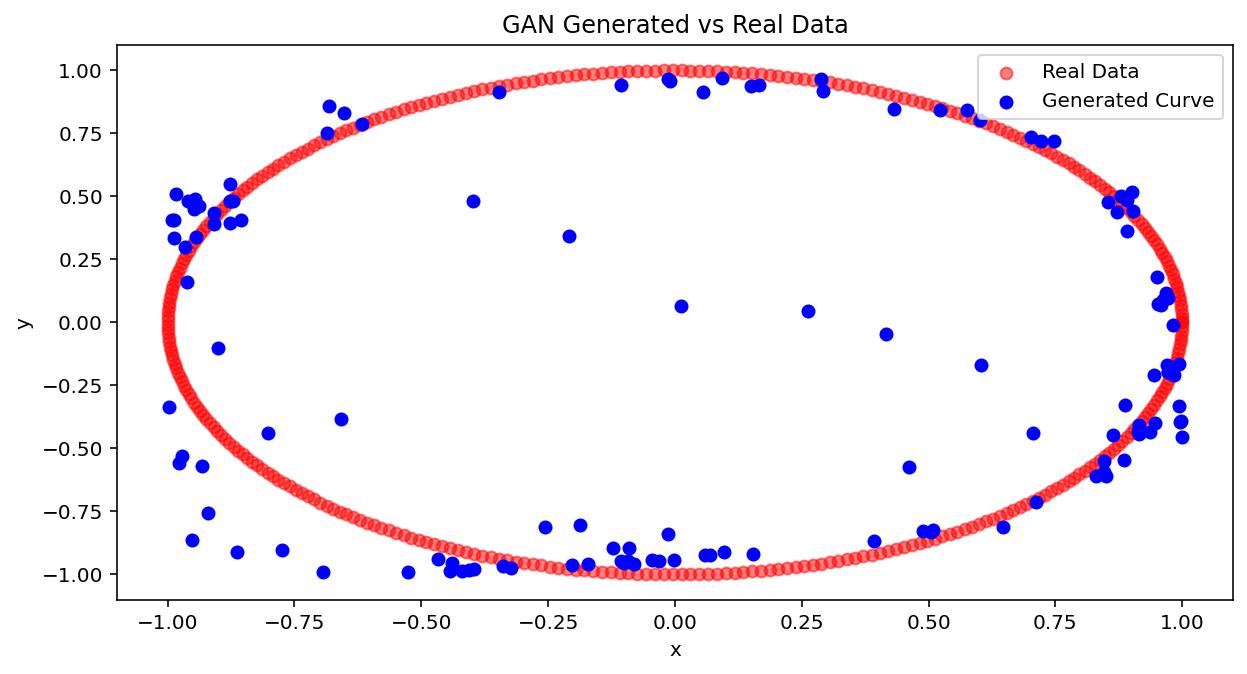 GAN Generated vs Real Data
Real Data
Generated Curve
1.00
0.75
0.50
0.25
0.00
−0.25
−0.50
−0.75
−1.00
y
−1.00 −0.75 −0.50 −0.25 0.00 0.25 0.50 0.75 1.00
x